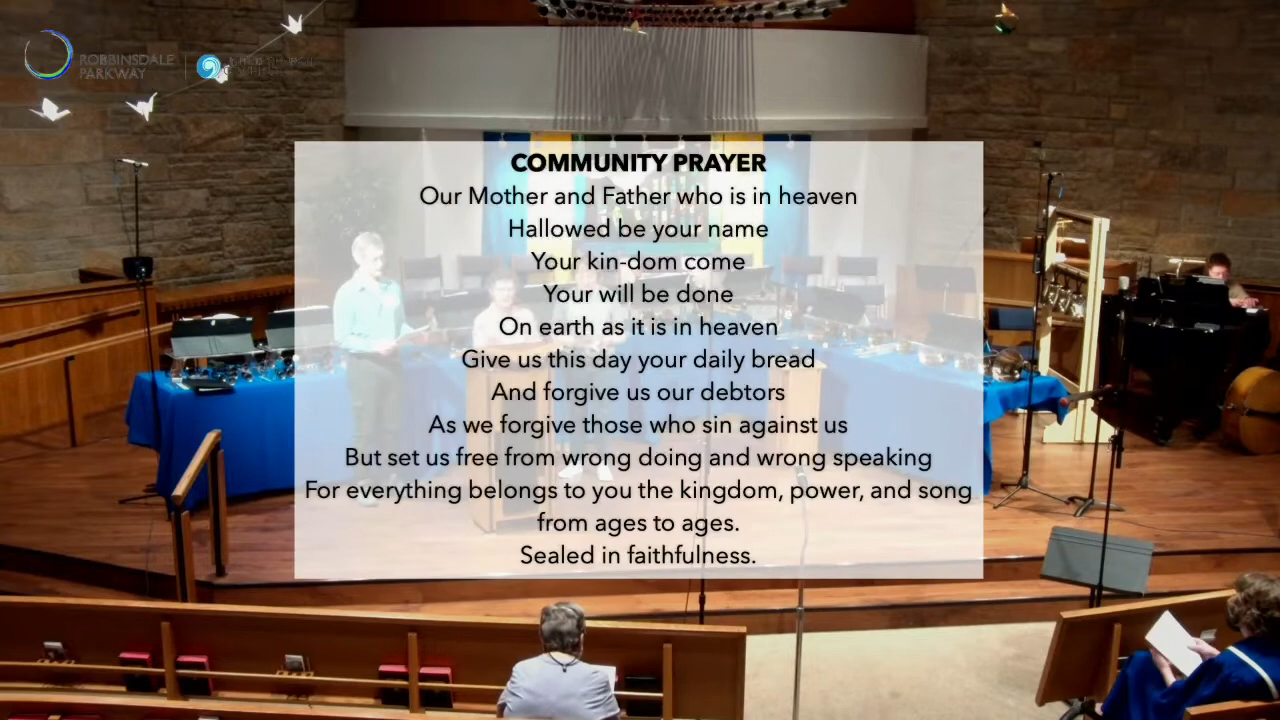 ROBBINSDALE
PARKWAY
COMMUNITY PRAYER
Our Mother and Father who is in heaven
Hallowed be your name
Your kin-dom come
Your will be done
On earth as it is in heaven
Give us this day your daily bread
And forgive us our debtors
As we forgive those who sin against us
But set us free from wrong doing and wrong speaking
For everything belongs to you the kingdom, power, and song
from ages to ages.
Sealed in faithfulness.